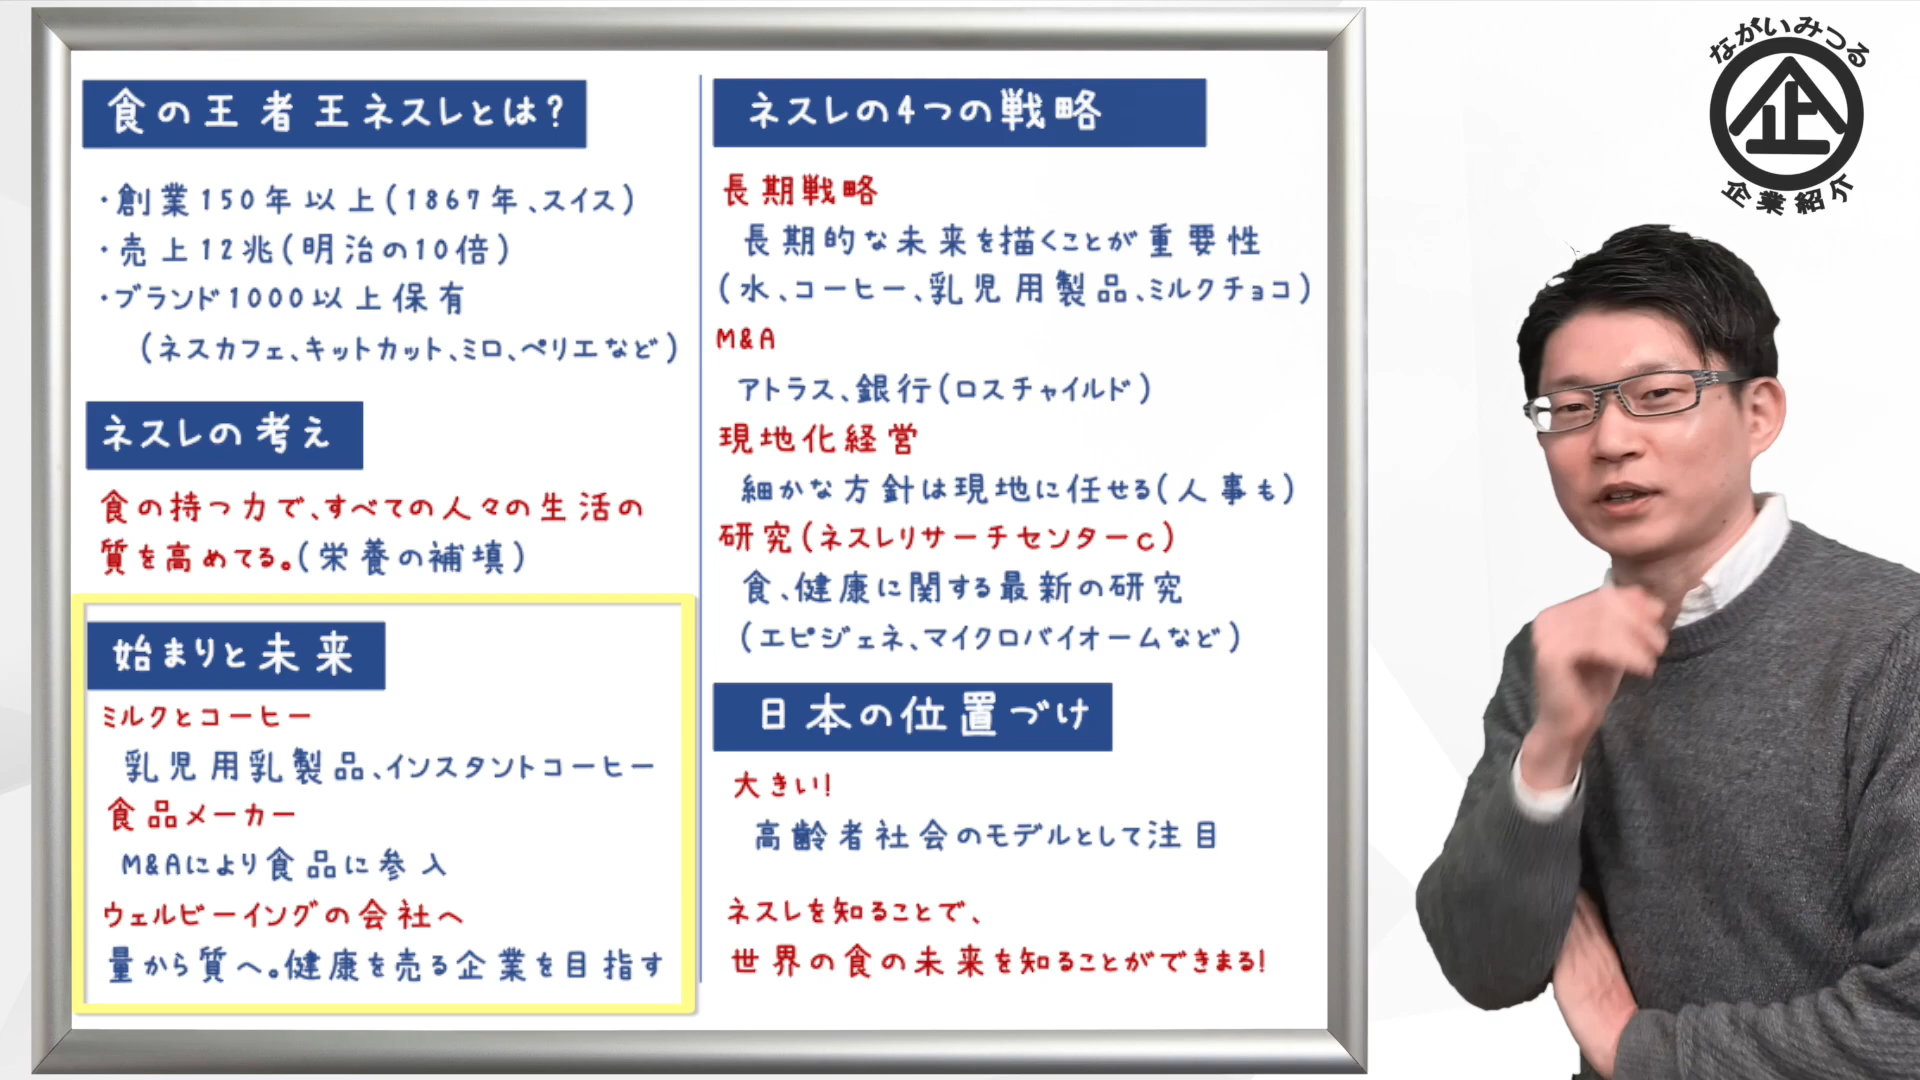 食の王者王ネスレとは?
・創業150年以上(1867年、スイス)
・売上12兆(明治の10倍)
・ブランド1000以上保有
(ネスカフェ、キットカット、ミロ、ペリエなど)
ネスレの考え
食の持つ力で、すべての人々の生活の
質を高めてる。(栄養の補填)
始まりと未来
ミルクとコーヒー
乳児用乳製品、インスタントコーヒー
食品メーカー
M&Aにより食品に参入
ウェルビーイングの会社へ
量から質へ。健康を売る企業を目指す
ネスレの4つの戦略
長期戦略
長期的な未来を描くことが重要性
(水、コーヒー、乳児用製品、ミルクチョコ)
M&A
アトラス、銀行(ロスチャイルド)
現地化経営
細かな方針は現地に任せる(人事も)
研究(ネスレリサーチセンターc)
食、健康に関する最新の研究
(エピジェネ、マイクロバイオームなど)
日本の位置づけ
大きい!
高齢者社会のモデルとして注目
ネスレを知ることで、
世界の食の未来を知ることができまる!
ながいみつる
企
企業紹介